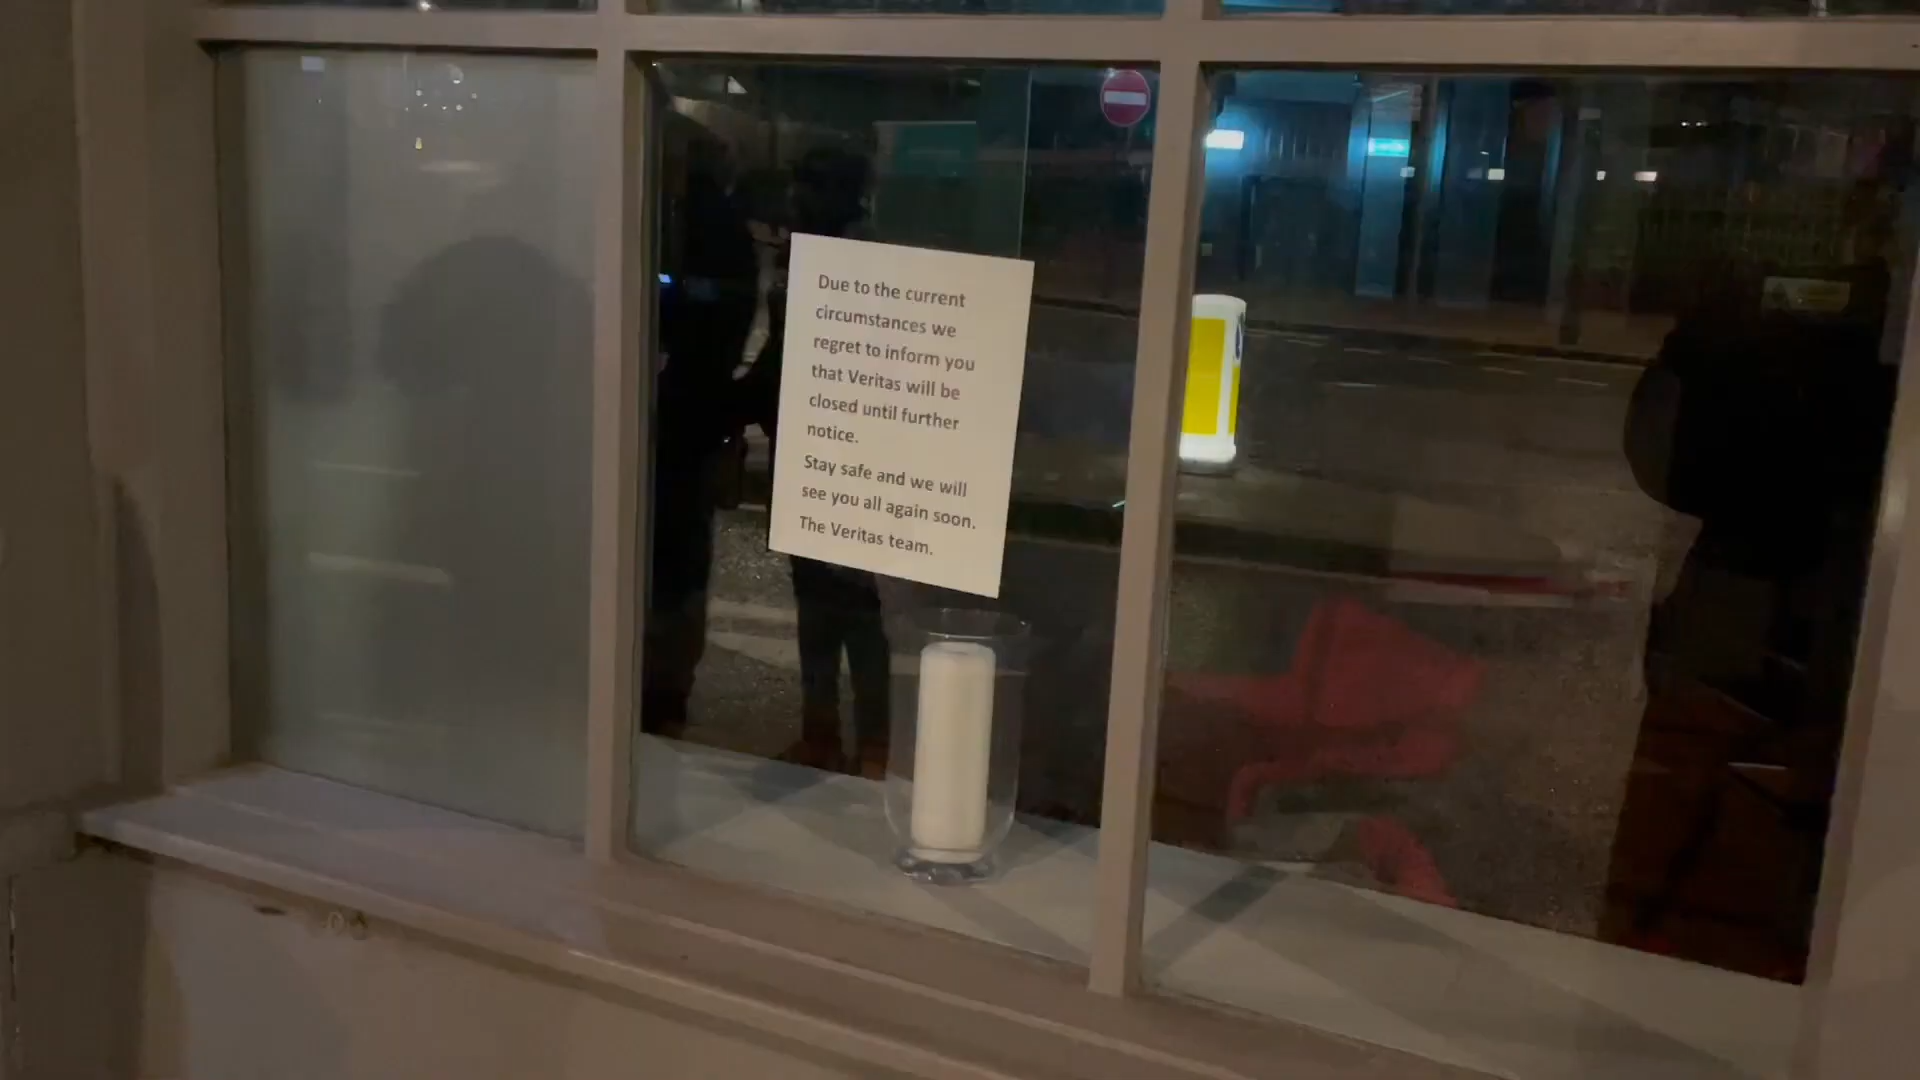 Due to the current
circumstances we
regret to inform you
that Veritas will be
closed until further
notice.
Stay safe and we will
see you all again soon.
The Veritas team.